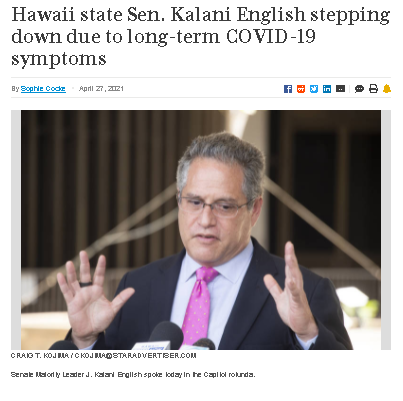 Hawaii state Sen. Kalani English stepping
down due to long-term COVID-19
symptoms
By Sophie Cocke April 27, 2021
CRAIG T. KOJIMA / CKOJIMA@STARADVERTISER.COM
Senate Majority Leader J. Kalani English spoke today in the Capitol rotunda.